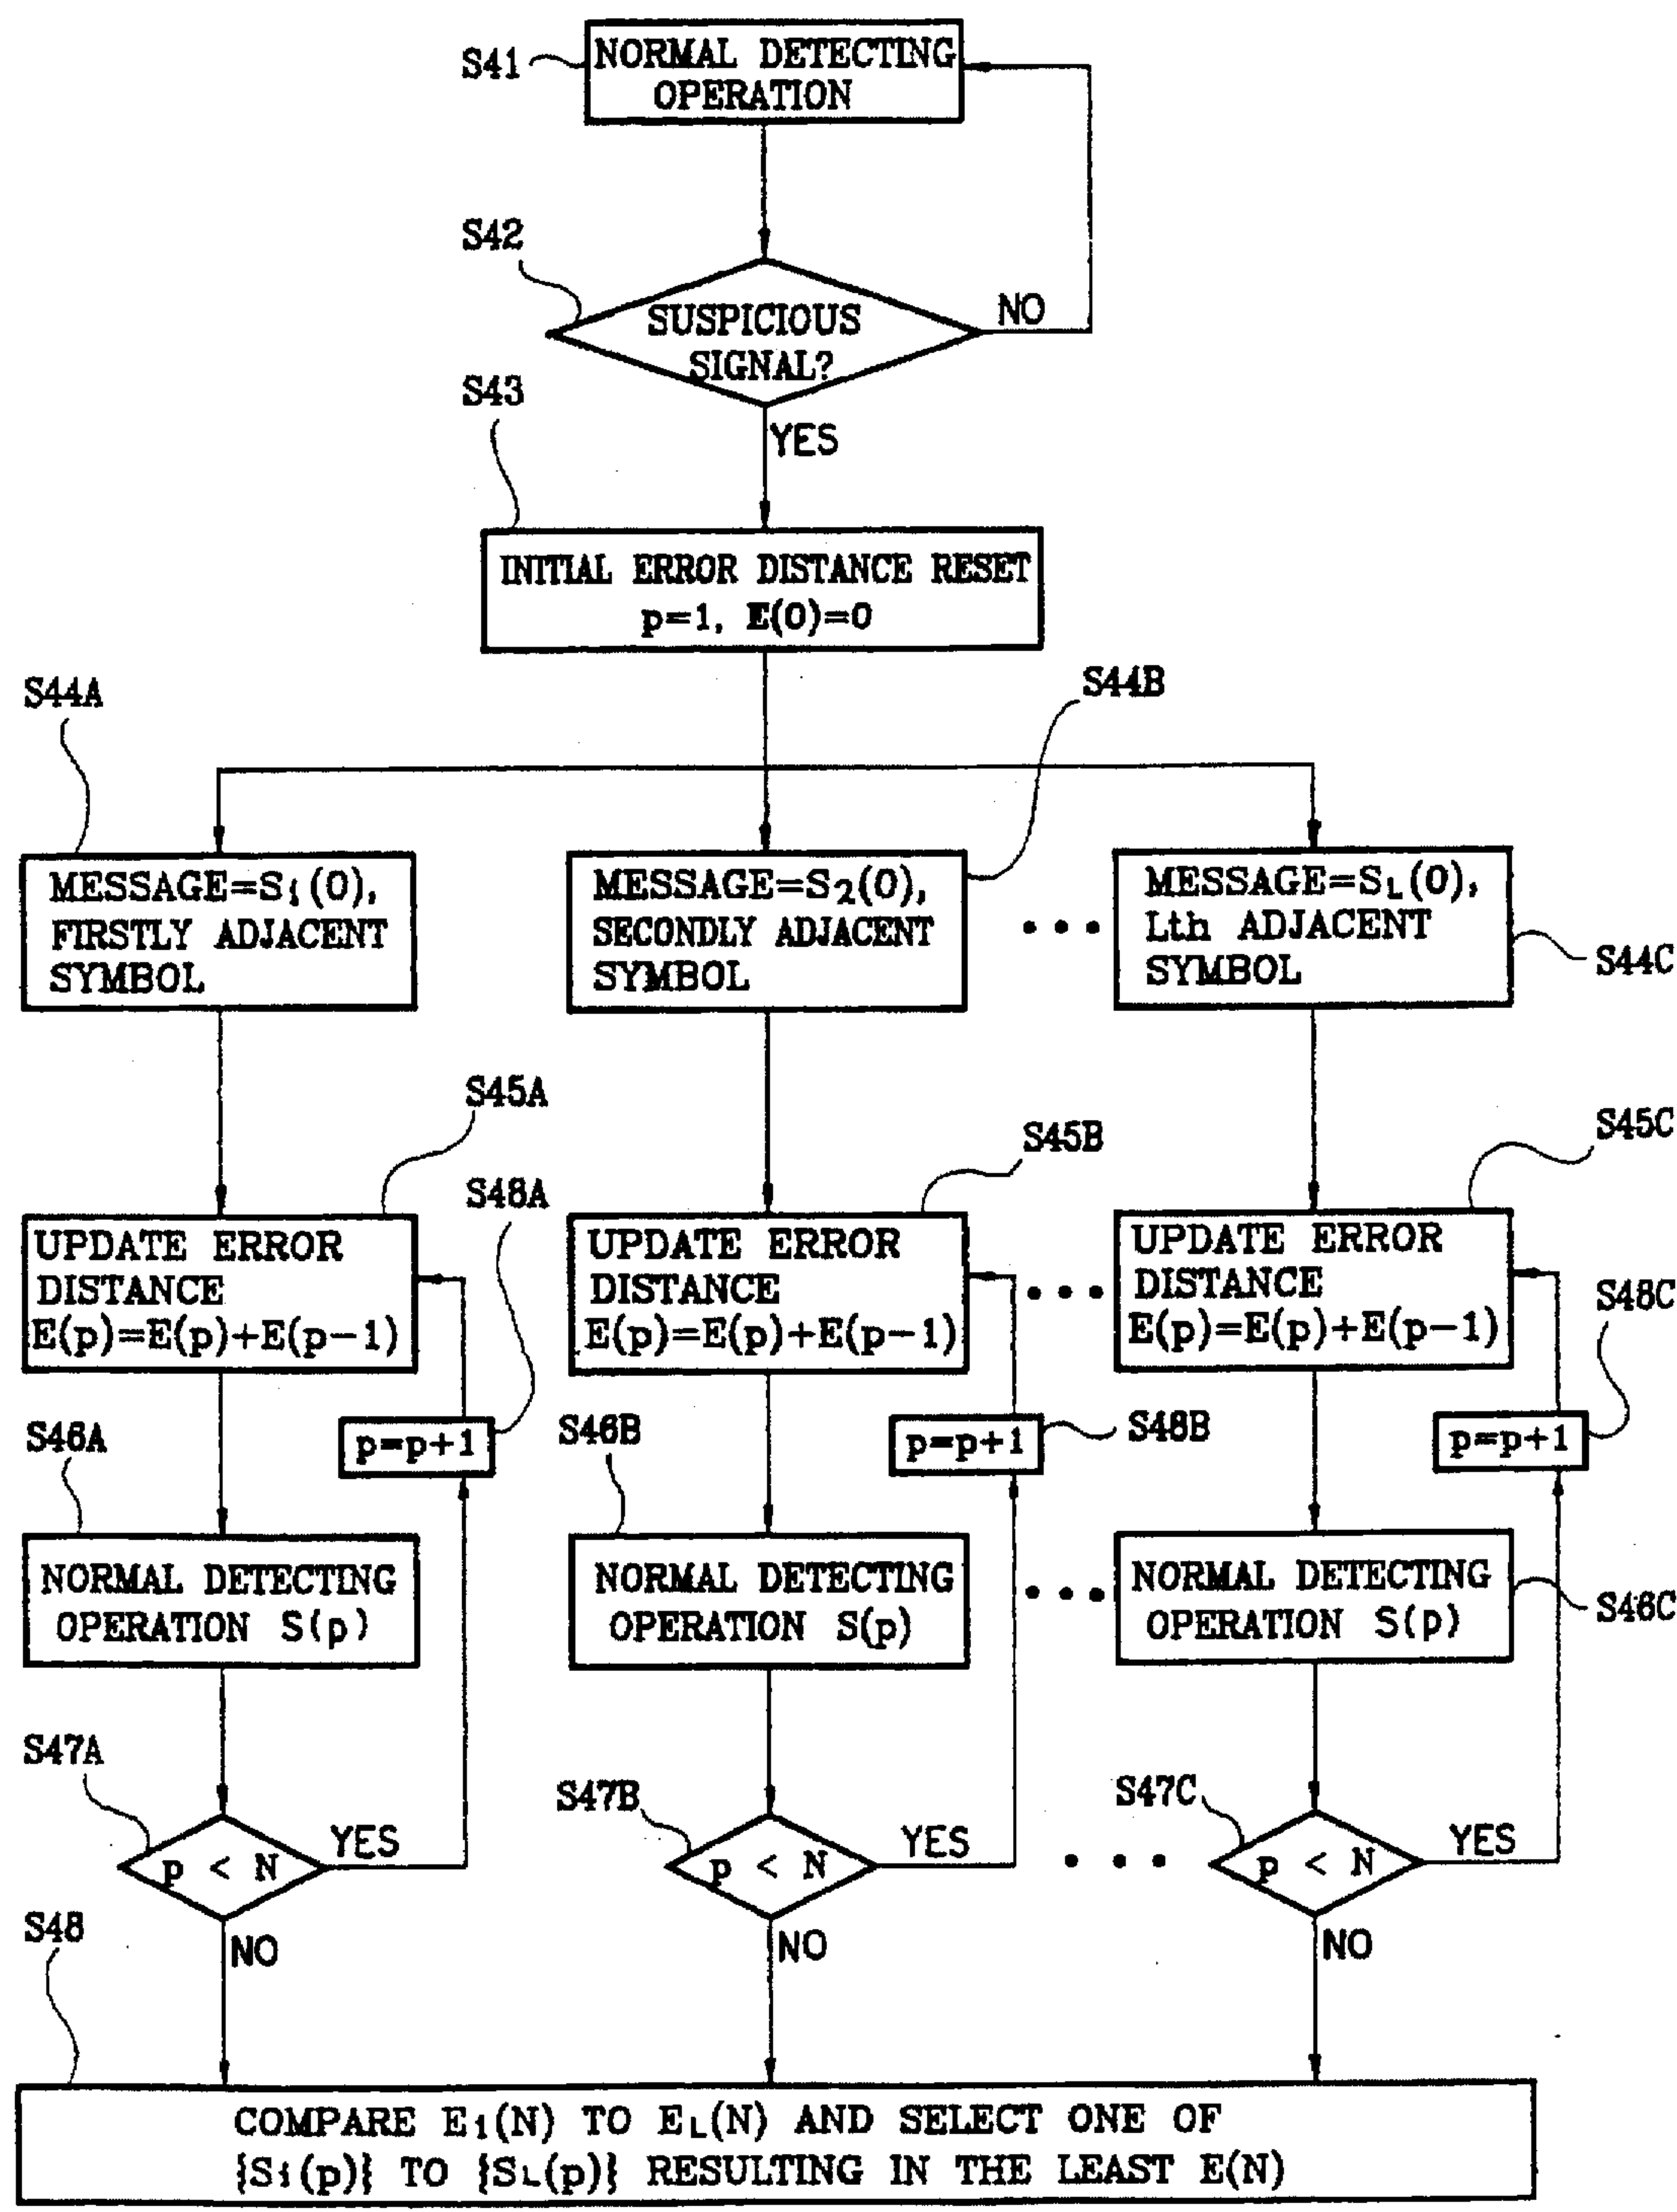 S41
NORMAL DETECTING
OPERATION
S42
SUSPICIOUS
SIGNAL?
NO
YES
S43
INITIAL ERROR DISTANCE RESET
p=1, E(0)=0
S44A
MESSAGE=S1(0),
FIRSTLY ADJACENT
SYMBOL
S44B
MESSAGE=S2(0),
SECONDLY ADJACENT
SYMBOL
• • •
MESSAGE=SL(0),
Lth ADJACENT
SYMBOL
S44C
S45A
UPDATE ERROR
DISTANCE
E(p)=E(p)+E(p-1)
S48A
p=p+1
S45B
UPDATE ERROR
DISTANCE
E(p)=E(p)+E(p-1)
S48B
p=p+1
• • •
S45C
UPDATE ERROR
DISTANCE
E(p)=E(p)+E(p-1)
S48C
p=p+1
S46A
NORMAL DETECTING
OPERATION S(p)
S46B
NORMAL DETECTING
OPERATION S(p)
• • •
NORMAL DETECTING
OPERATION S(p)
S46C
S47A
p < N
YES
NO
S47B
p < N
YES
NO
• • •
S47C
p < N
YES
NO
S48
COMPARE E1(N) TO EL(N) AND SELECT ONE OF
{S1(p)} TO {SL(p)} RESULTING IN THE LEAST E(N)